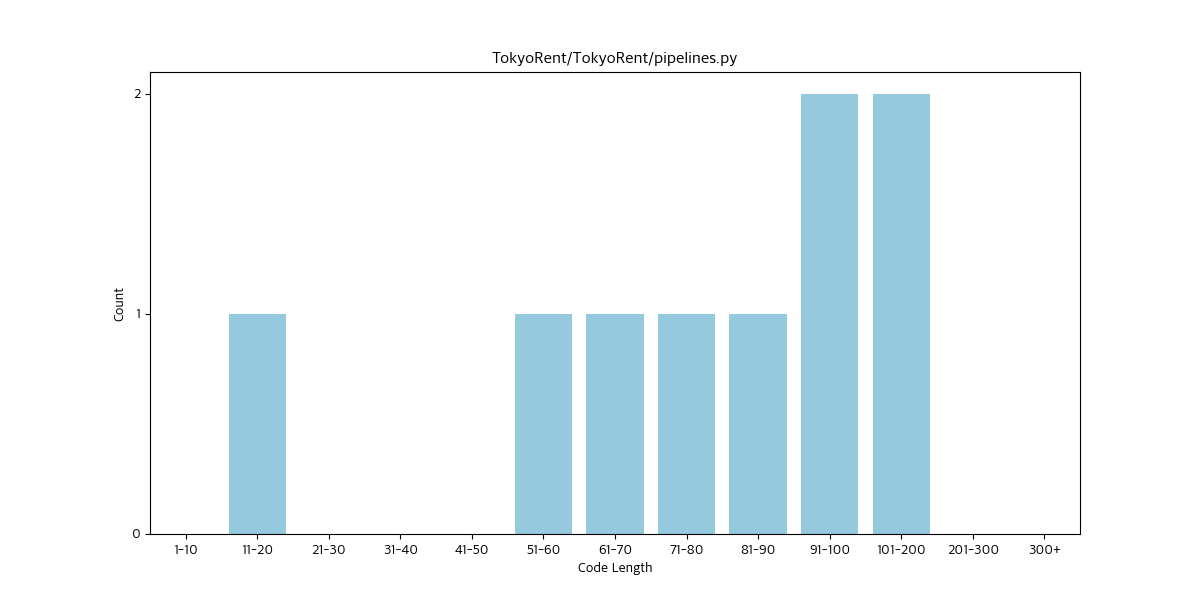 TokyoRent/TokyoRent/pipelines.py
2
1
0
Count
1-10 11-20 21-30 31-40 41-50 51-60 61-70 71-80 81-90 91-100 101-200 201-300 300+
Code Length